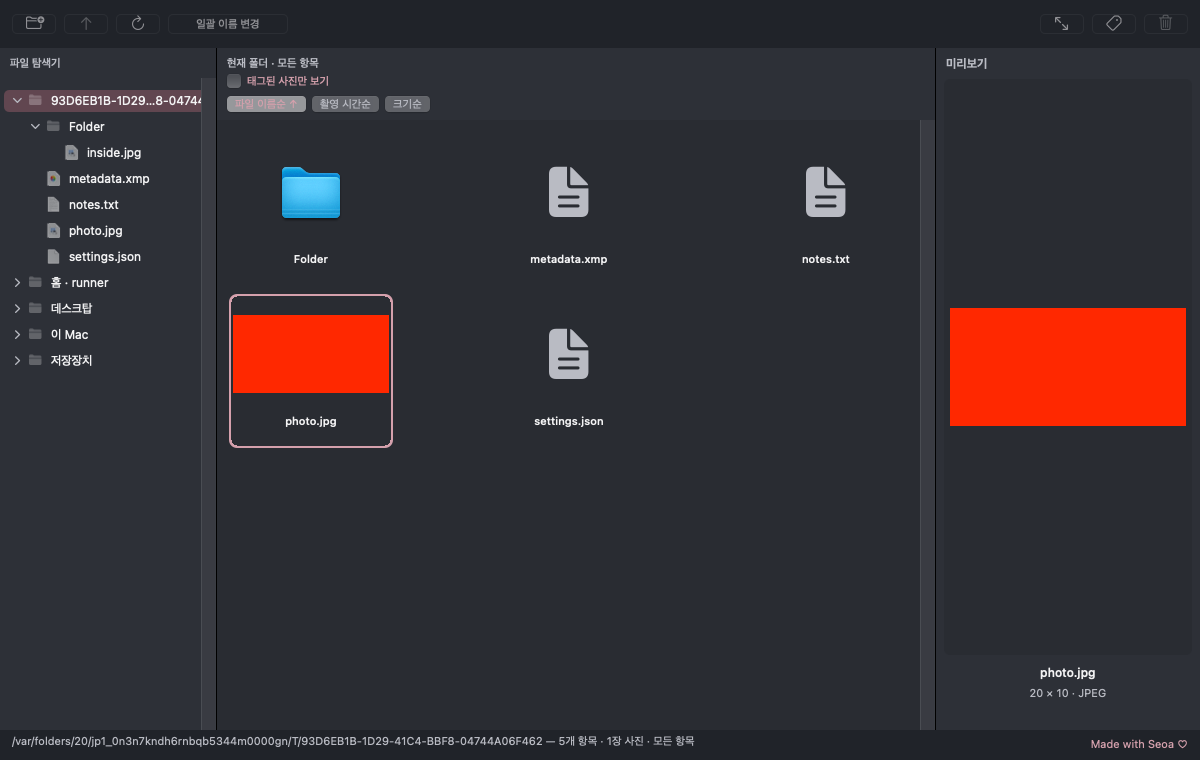 일괄 이름 변경
파일 탐색기
93D6EB1B-1D29...8-04744
Folder
inside.jpg
metadata.xmp
notes.txt
photo.jpg
settings.json
홈 · runner
데스크탑
이 Mac
저장장치
현재 폴더 · 모든 항목
태그된 사진만 보기
파일 이름순 ↑
촬영 시간순
크기순
Folder
metadata.xmp
notes.txt
photo.jpg
settings.json
미리보기
photo.jpg
20 × 10 · JPEG
/var/folders/20/jp1_0n3n7kndh6rnbqb5344m0000gn/T/93D6EB1B-1D29-41C4-BBF8-04744A06F462 — 5개 항목 · 1장 사진 · 모든 항목
Made with Seoa ♡